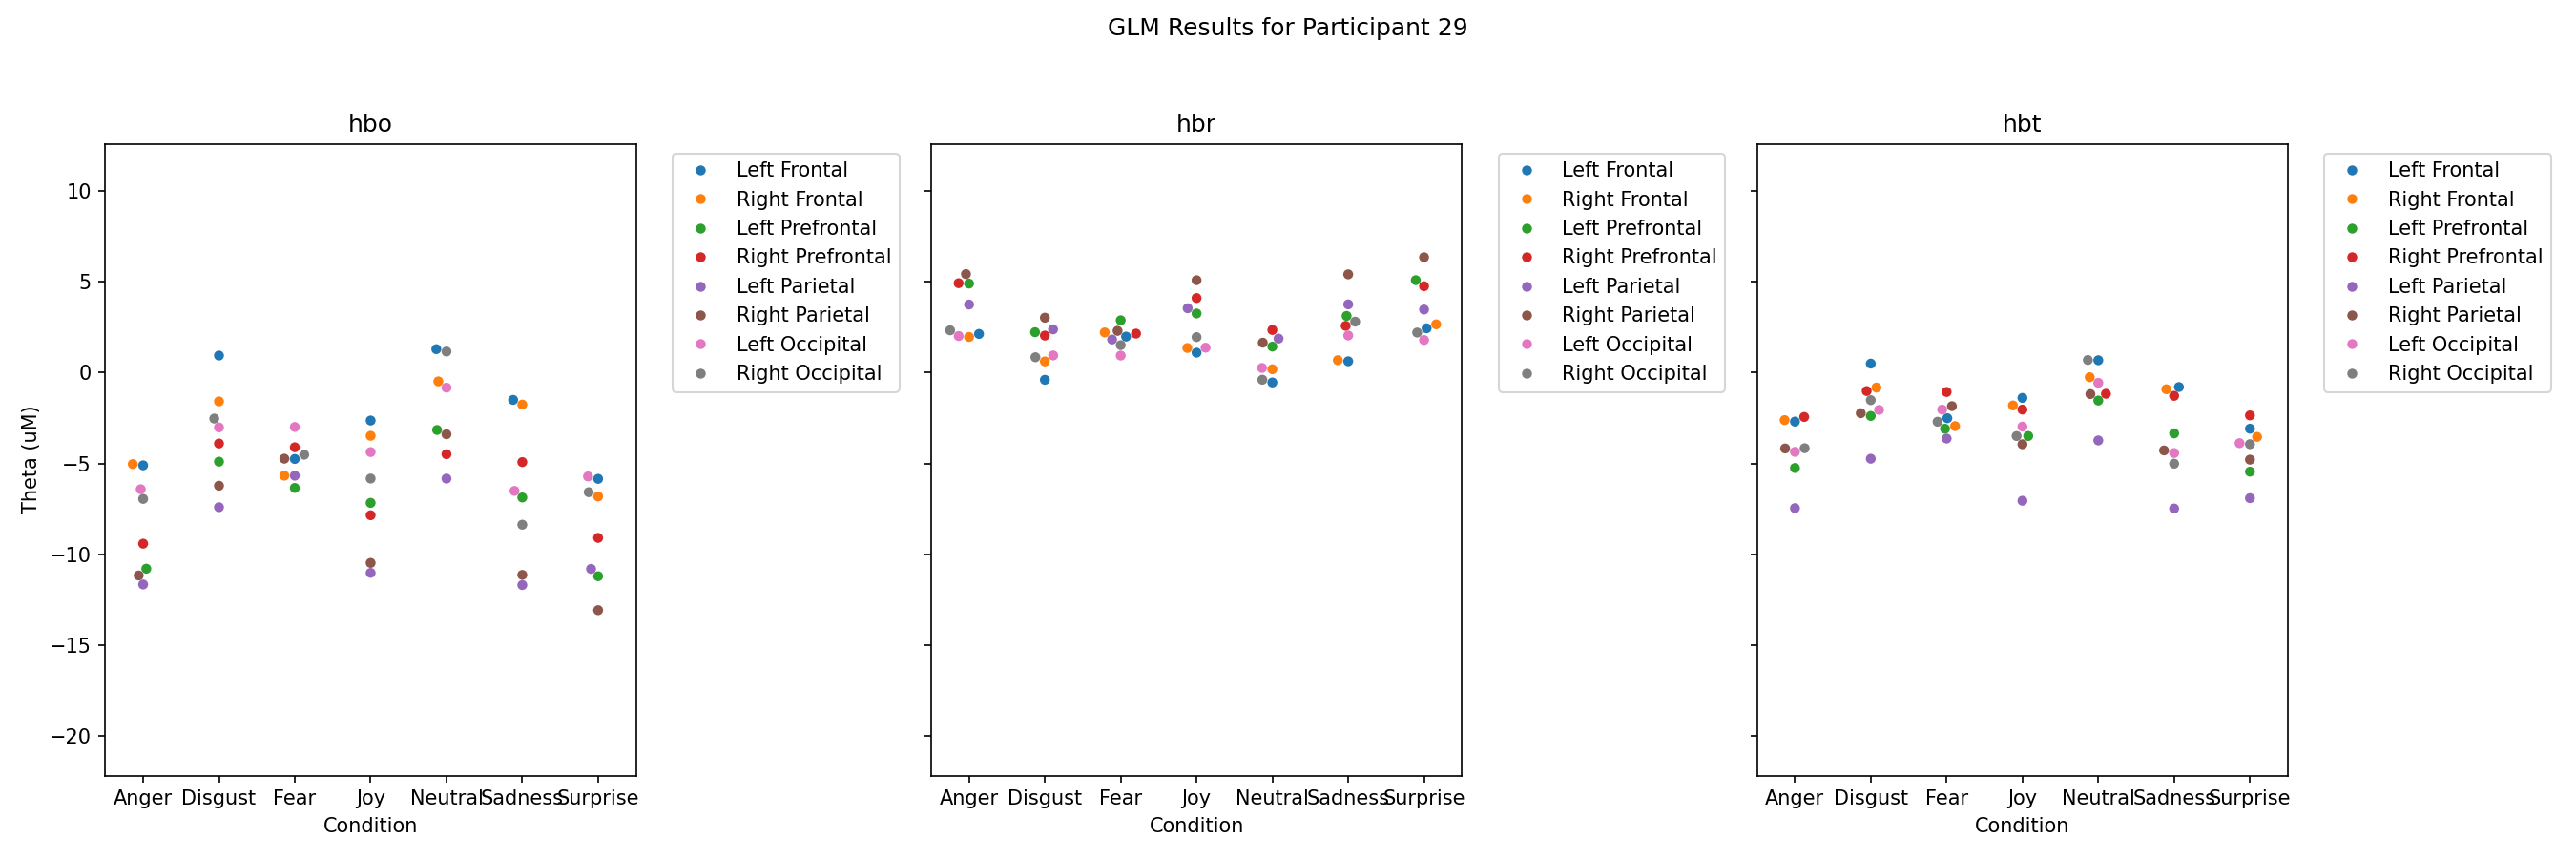 GLM Results for Participant 29
hbo
10
5
0
−5
−10
−15
−20
Theta (uM)
Anger Disgust Fear Joy Neutral Sadness Surprise
Condition
Left Frontal
Right Frontal
Left Prefrontal
Right Prefrontal
Left Parietal
Right Parietal
Left Occipital
Right Occipital
hbr
Anger Disgust Fear Joy Neutral Sadness Surprise
Condition
Left Frontal
Right Frontal
Left Prefrontal
Right Prefrontal
Left Parietal
Right Parietal
Left Occipital
Right Occipital
hbt
Anger Disgust Fear Joy Neutral Sadness Surprise
Condition
Left Frontal
Right Frontal
Left Prefrontal
Right Prefrontal
Left Parietal
Right Parietal
Left Occipital
Right Occipital